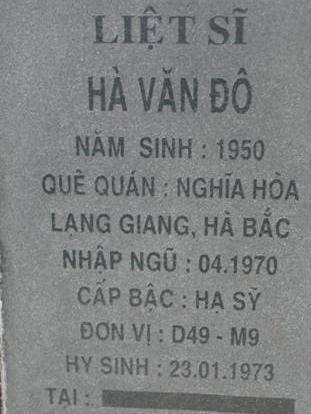 LIỆT SĨ
HÀ VĂN ĐÔ
NĂM SINH : 1950
QUÊ QUÁN : NGHĨA HÒA
LẠNG GIANG, HÀ BẮC
NHẬP NGŨ : 04.1970
CẤP BẬC : HẠ SỸ
ĐƠN VỊ : D49 - M9
HY SINH : 23.01.1973
TẠI :